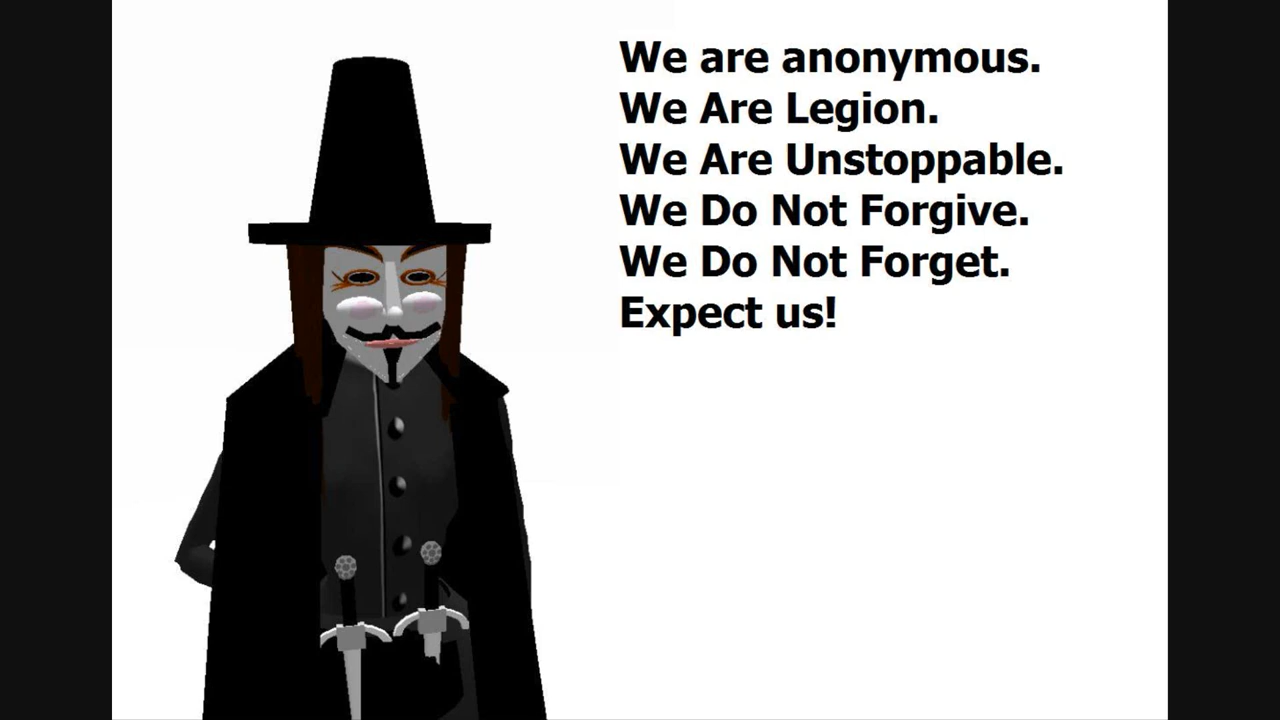 We are anonymous.
We Are Legion.
We Are Unstoppable.
We Do Not Forgive.
We Do Not Forget.
Expect us!